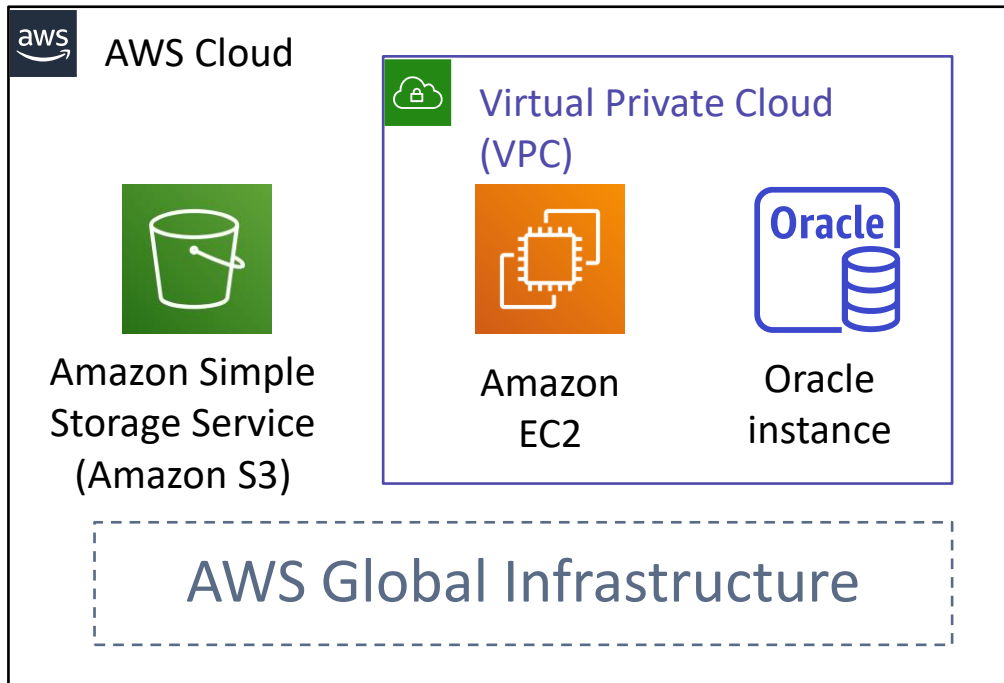 aws
AWS Cloud
Virtual Private Cloud
(VPC)
Oracle
Amazon Simple
Storage Service
(Amazon S3)
Amazon
EC2
Oracle
instance
AWS Global Infrastructure